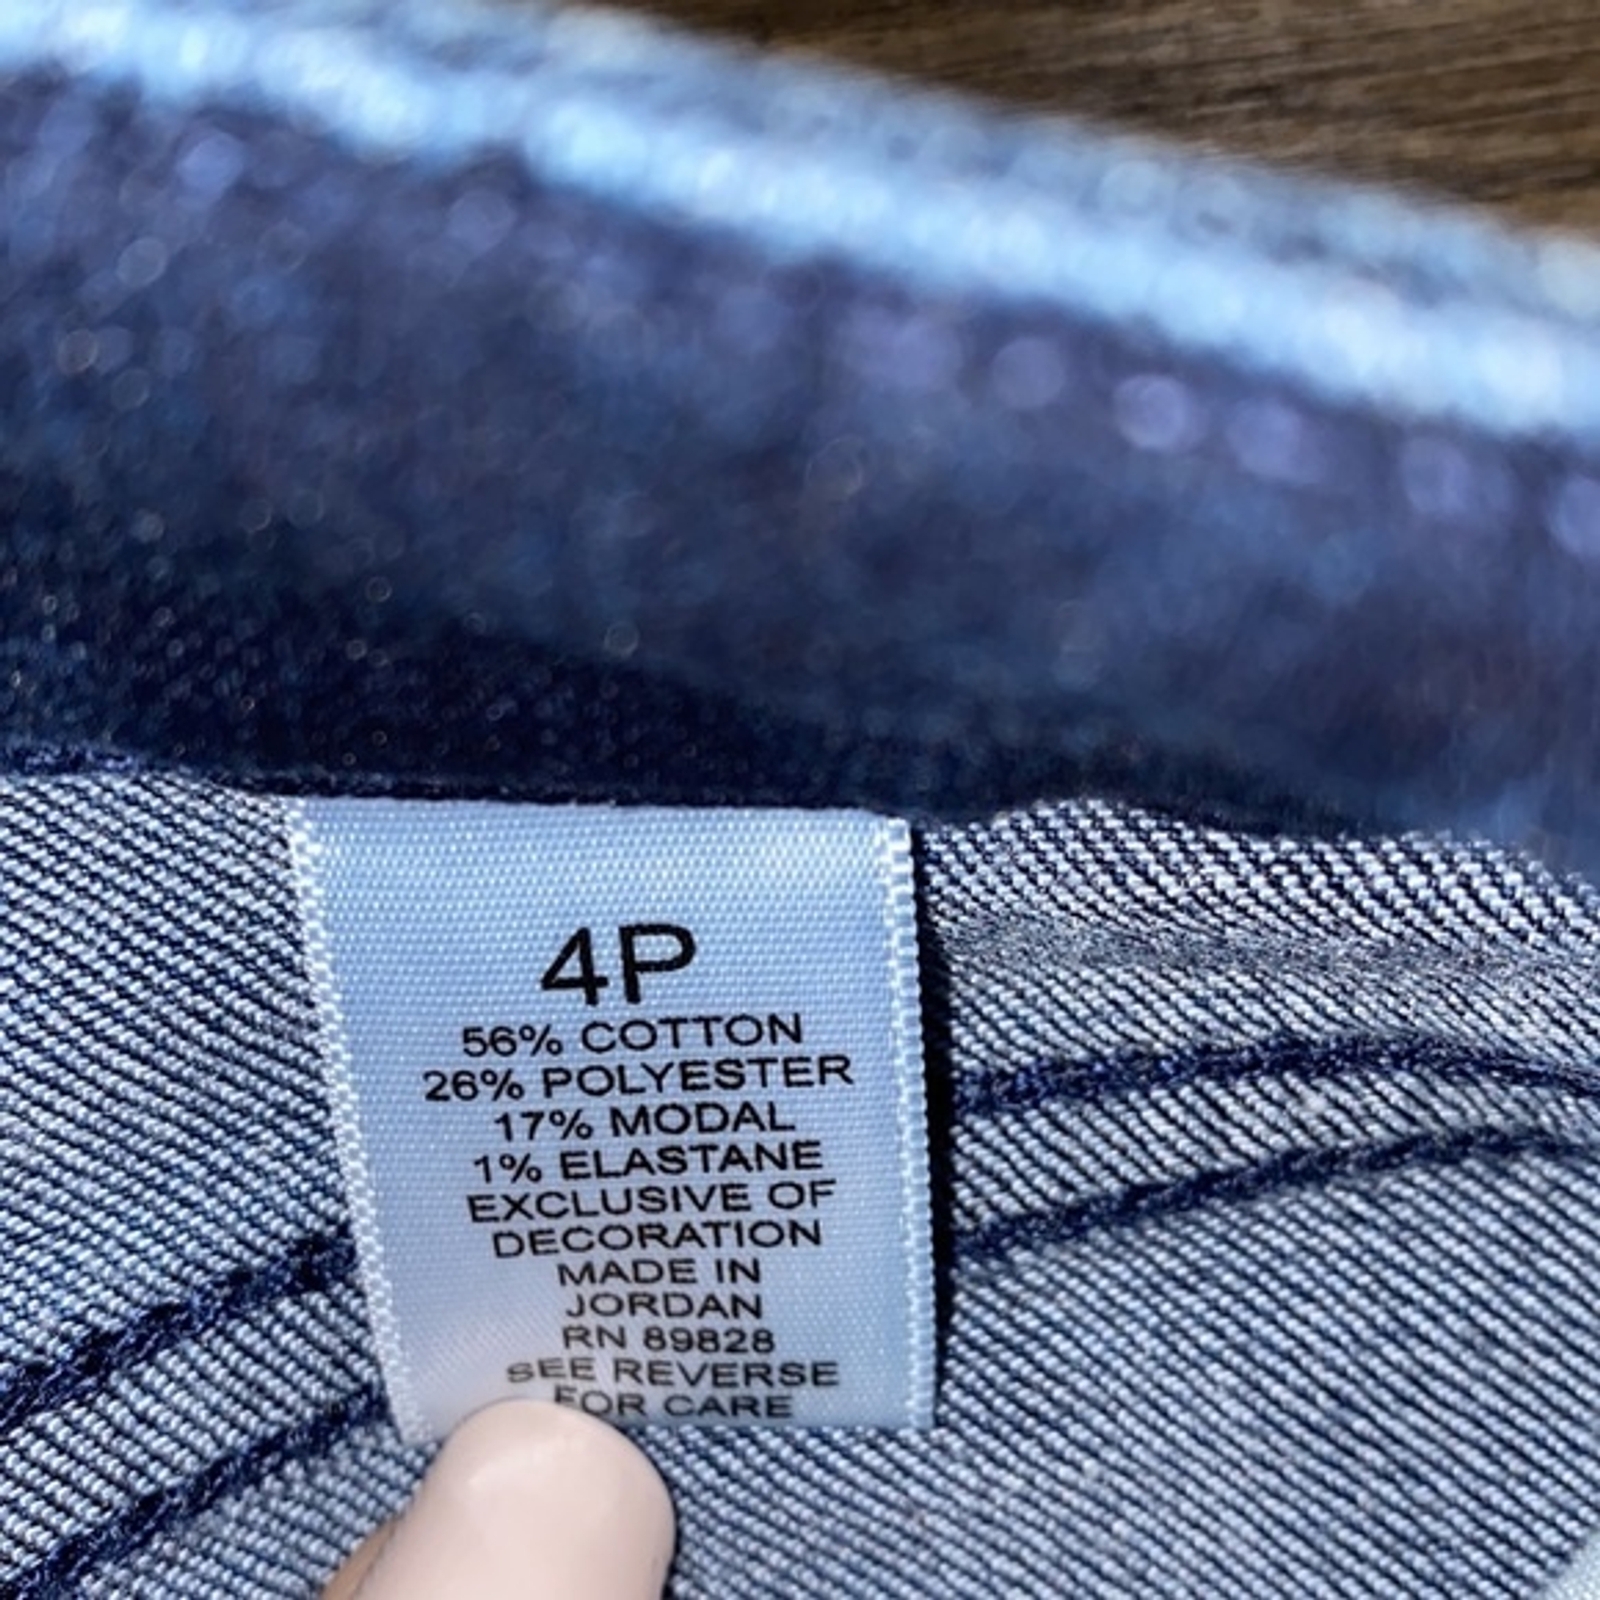 4P
56% COTTON
26% POLYESTER
17% MODAL
1% ELASTANE
EXCLUSIVE OF
DECORATION
MADE IN
JORDAN
RN 89828
SEE REVERSE
FOR CARE